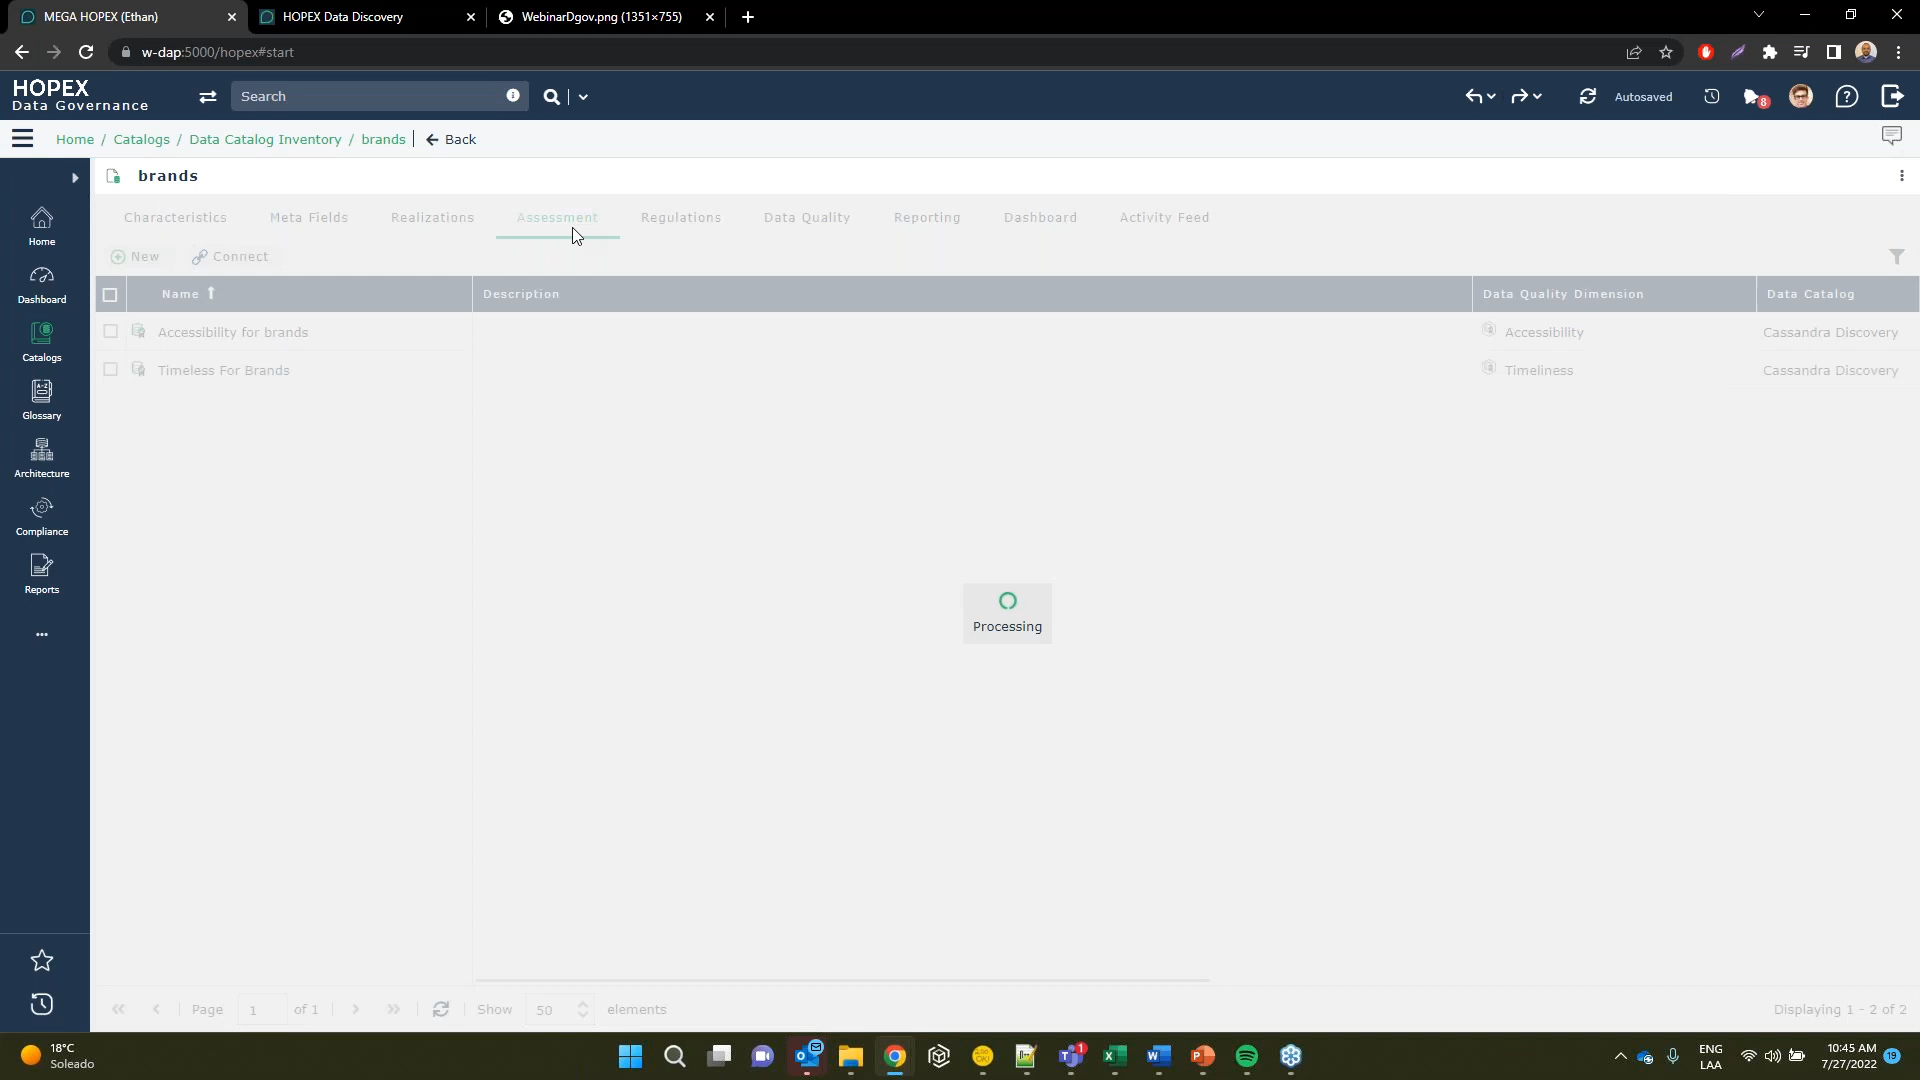 MEGA HOPEX (Ethan)
HOPEX Data Discovery
WebinarDgov.png (1351×755)
w-dap:5000/hopex#start
HOPEX
Data Governance
Search
Autosaved
8
Home / Catalogs / Data Catalog Inventory / brands
Back
brands
Characteristics
Meta Fields
Realizations
Assessment
Regulations
Data Quality
Reporting
Dashboard
Activity Feed
New
Connect
Name
Description
Data Quality Dimension
Data Catalog
Accessibility for brands
Accessibility
Cassandra Discovery
Timeless For Brands
Timeliness
Cassandra Discovery
Home
Dashboard
Catalogs
Glossary
Architecture
Compliance
Reports
Processing
Page 1 of 1
Show 50 elements
Displaying 1 - 2 of 2
18°C
Soleado
1
ENG
LAA
10:45 AM
7/27/2022
19